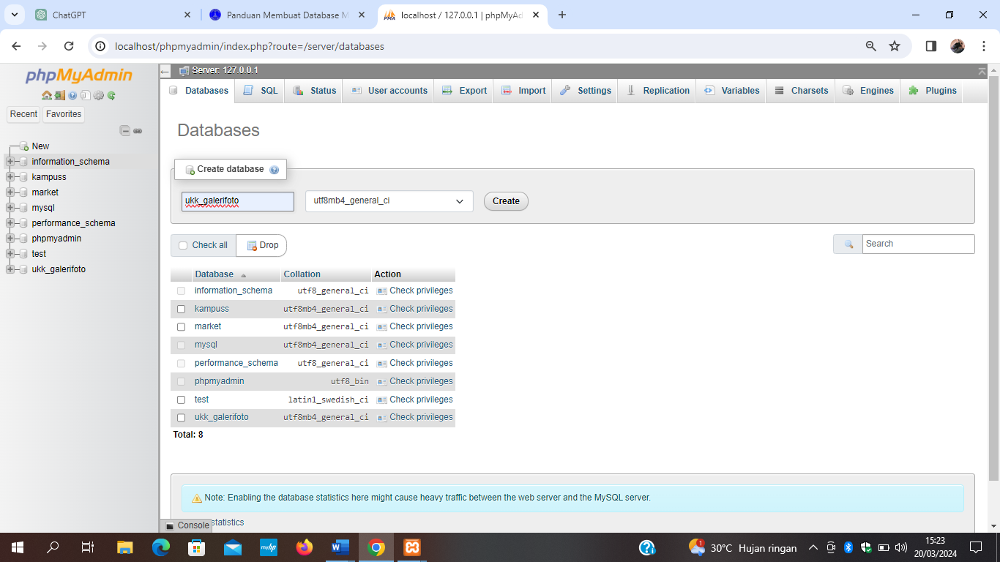 ChatGPT
Panduan Membuat Database M
localhost / 127.0.0.1 | phpMyAd
localhost/phpmyadmin/index.php?route=/server/databases
phpMyAdmin
Recent
Favorites
New
information_schema
kampuss
market
mysql
performance_schema
phpmyadmin
test
ukk_galerifoto
Server: 127.0.0.1
Databases
SQL
Status
User accounts
Export
Import
Settings
Replication
Variables
Charsets
Engines
Plugins
Databases
Create database
ukk_galerifoto
utf8mb4_general_ci
Create
Check all
Drop
Search
Database Collation Action
information_schema utf8_general_ci Check privileges
kampuss utf8mb4_general_ci Check privileges
market utf8mb4_general_ci Check privileges
mysql utf8mb4_general_ci Check privileges
performance_schema utf8_general_ci Check privileges
phpmyadmin utf8_bin Check privileges
test latin1_swedish_ci Check privileges
ukk_galerifoto utf8mb4_general_ci Check privileges
Total: 8
Note: Enabling the database statistics here might cause heavy traffic between the web server and the MySQL server.
Console
statistics
30°C Hujan ringan
15:23
20/03/2024